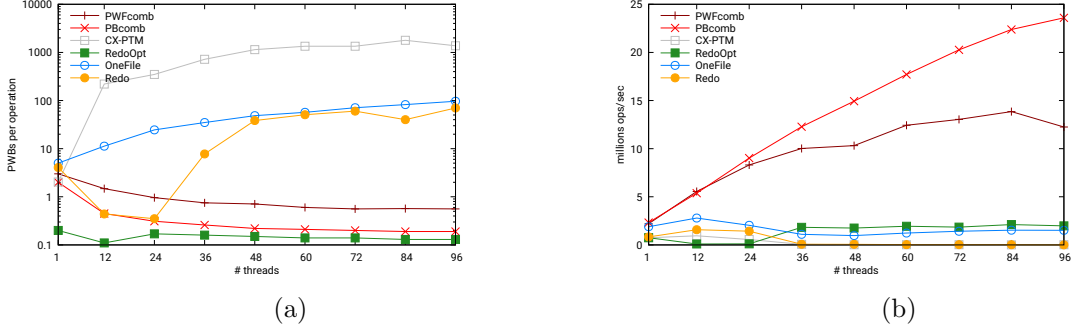 PWBs per operation
10000
1000
100
10
1
0.1
PWFcomb
PBcomb
CX-PTM
RedoOpt
OneFile
Redo
1 12 24 36 48 60 72 84 96
# threads
(a)
millions ops/sec
25
20
15
10
5
0
PWFcomb
PBcomb
CX-PTM
RedoOpt
OneFile
Redo
1 12 24 36 48 60 72 84 96
# threads
(b)